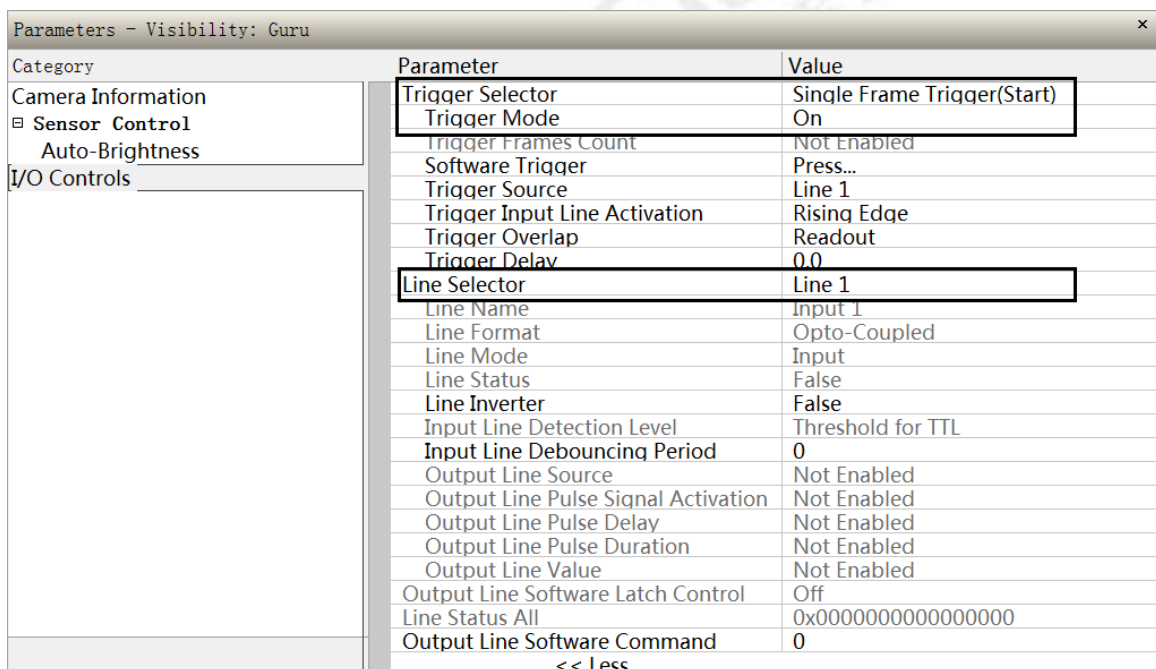 Parameters - Visibility: Guru ×
Category Parameter Value
Camera Information
Sensor Control
Auto-Brightness
I/O Controls
Trigger Selector Single Frame Trigger(Start)
Trigger Mode On
Trigger Frames Count Not Enabled
Software Trigger Press...
Trigger Source Line 1
Trigger Input Line Activation Rising Edge
Trigger Overlap Readout
Trigger Delay 0.0
Line Selector Line 1
Line Name Input 1
Line Format Opto-Coupled
Line Mode Input
Line Status False
Line Inverter False
Input Line Detection Level Threshold for TTL
Input Line Debouncing Period 0
Output Line Source Not Enabled
Output Line Pulse Signal Activation Not Enabled
Output Line Pulse Delay Not Enabled
Output Line Pulse Duration Not Enabled
Output Line Value Not Enabled
Output Line Software Latch Control Off
Line Status All 0x0000000000000000
Output Line Software Command 0
<< Less